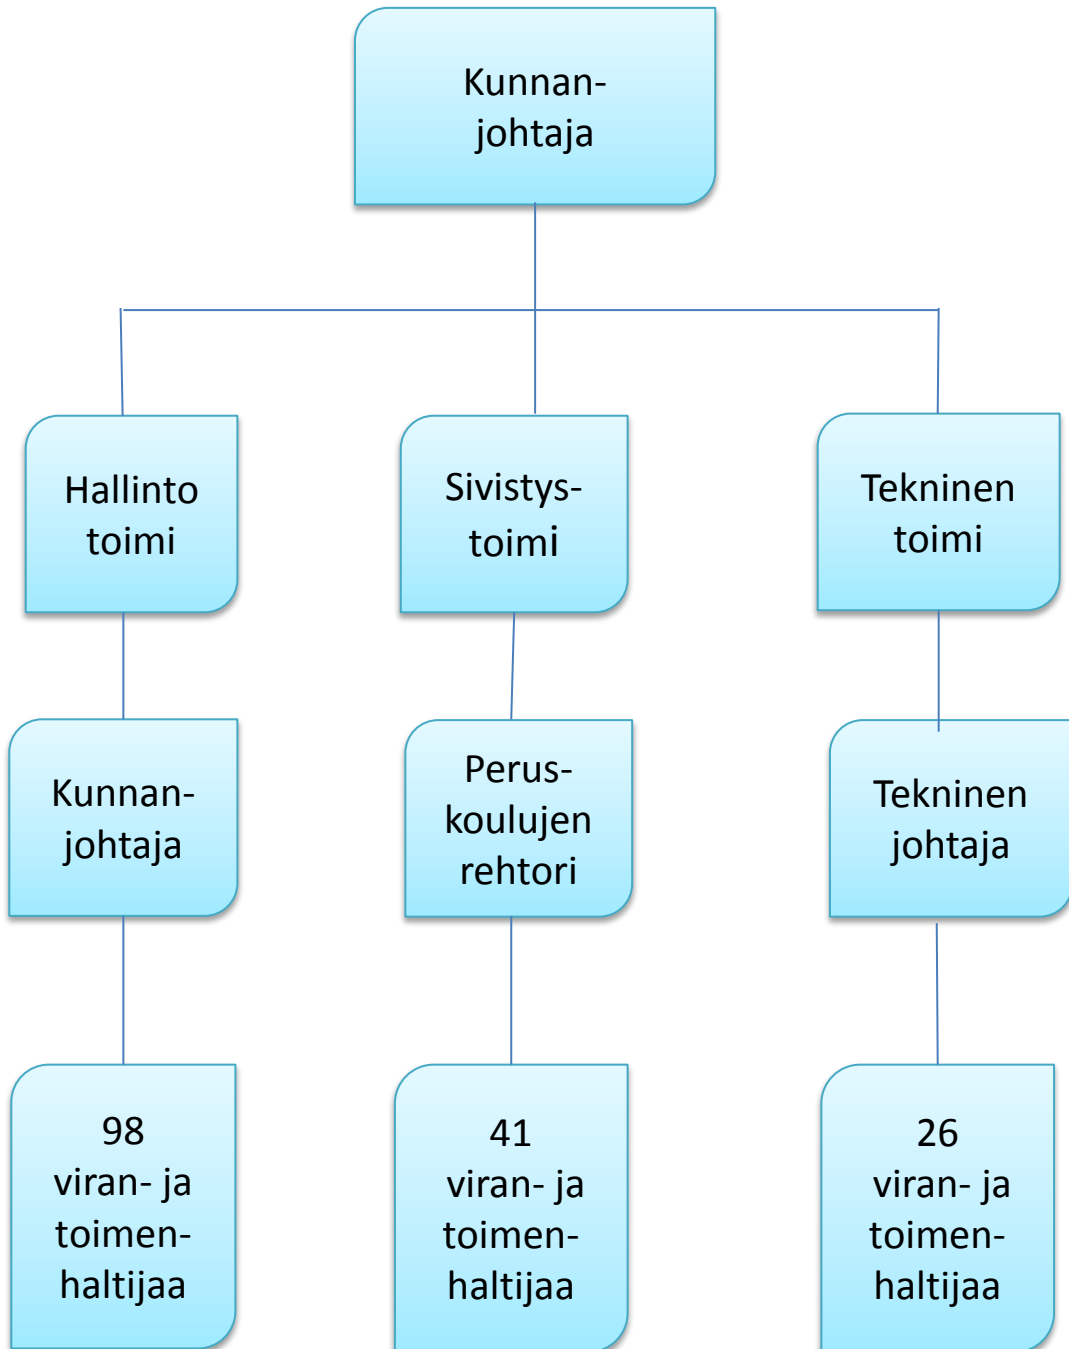 Kunnan-
johtaja
Hallinto
toimi
Sivistys-
toimi
Tekninen
toimi
Kunnan-
johtaja
Perus-
koulujen
rehtori
Tekninen
johtaja
98
viran- ja
toimen-
haltijaa
41
viran- ja
toimen-
haltijaa
26
viran- ja
toimen-
haltijaa